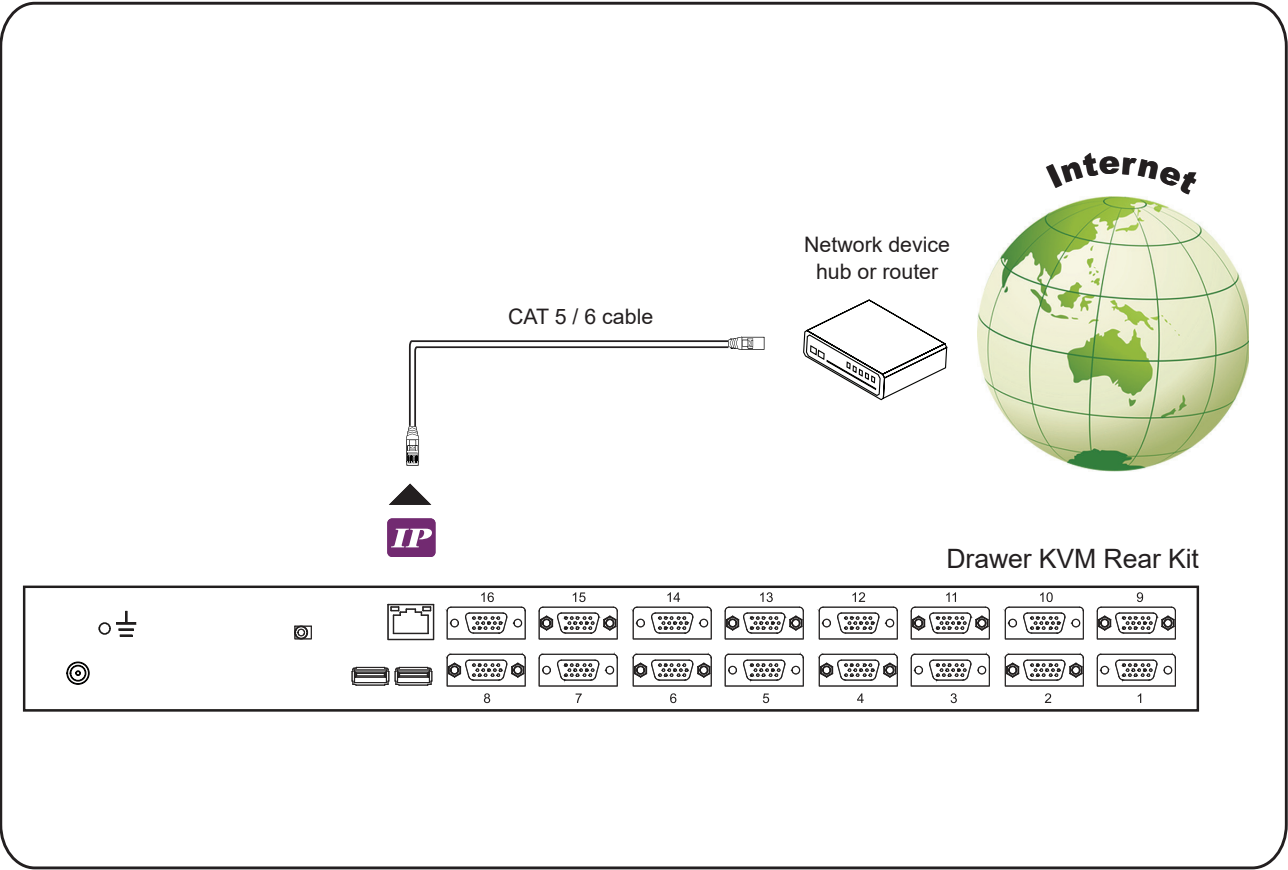 Internet
Network device
hub or router
CAT 5 / 6 cable
IP
Drawer KVM Rear Kit
16 15 14 13 12 11 10 9
8 7 6 5 4 3 2 1